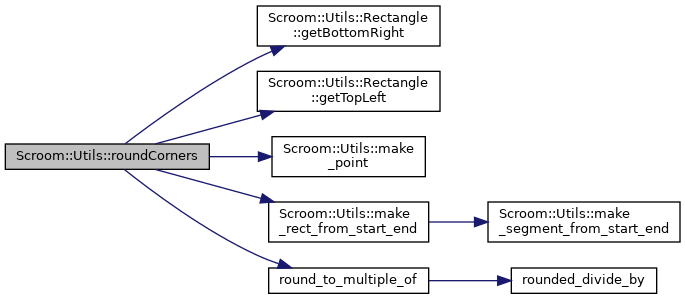 Scroom::Utils::Rectangle
::getBottomRight
Scroom::Utils::Rectangle
::getTopLeft
Scroom::Utils::roundCorners
Scroom::Utils::make
_point
Scroom::Utils::make
_rect_from_start_end
Scroom::Utils::make
_segment_from_start_end
round_to_multiple_of
rounded_divide_by